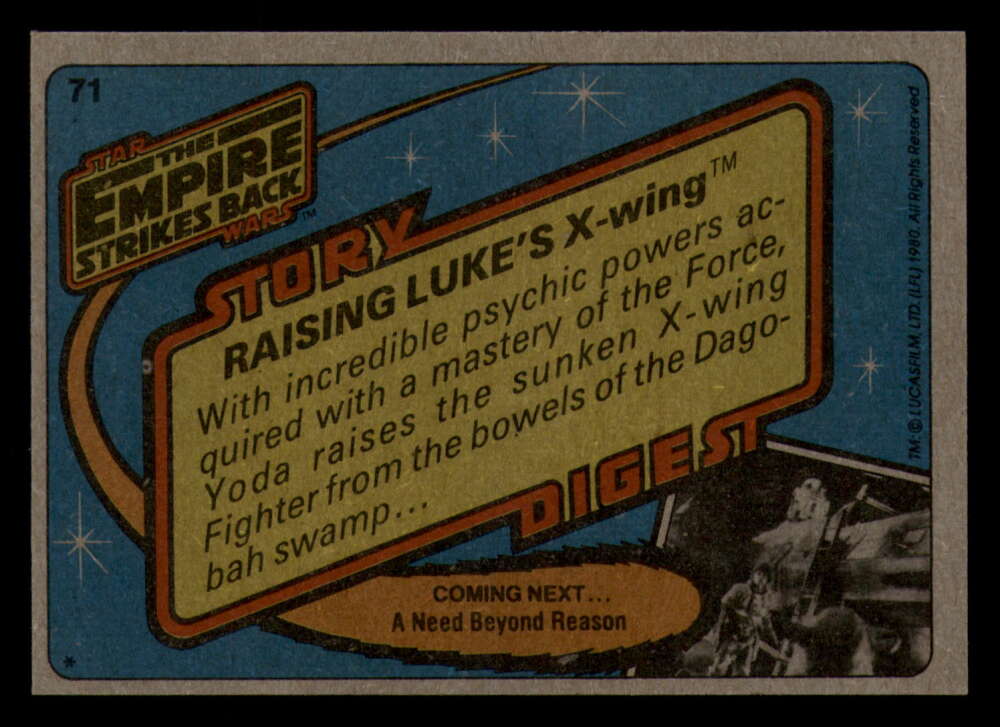 71
STAR
THE
EMPIRE
STRIKES BACK
WARS™
STORY
RAISING LUKE'S X-wing™
With incredible psychic powers ac-
quired with a mastery of the Force,
Yoda raises the sunken X-wing
Fighter from the bowels of the Dago-
bah swamp...
DIGEST
COMING NEXT...
A Need Beyond Reason
*
TM: © LUCASFILM, LTD. (LFL) 1980. All Rights Reserved